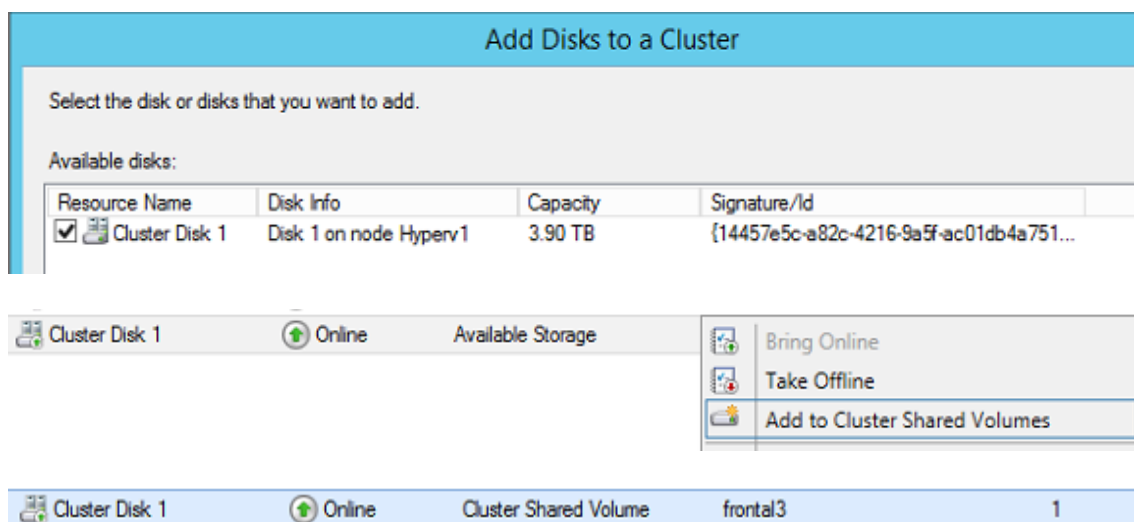 Add Disks to a Cluster
Select the disk or disks that you want to add.
Available disks:
Resource Name Disk Info Capacity Signature/Id
Cluster Disk 1 Disk 1 on node Hyperv1 3.90 TB {14457e5c-a82c-4216-9a5f-ac01db4a751...
Cluster Disk 1 Online Available Storage
Bring Online
Take Offline
Add to Cluster Shared Volumes
Cluster Disk 1 Online Cluster Shared Volume frontal3 1